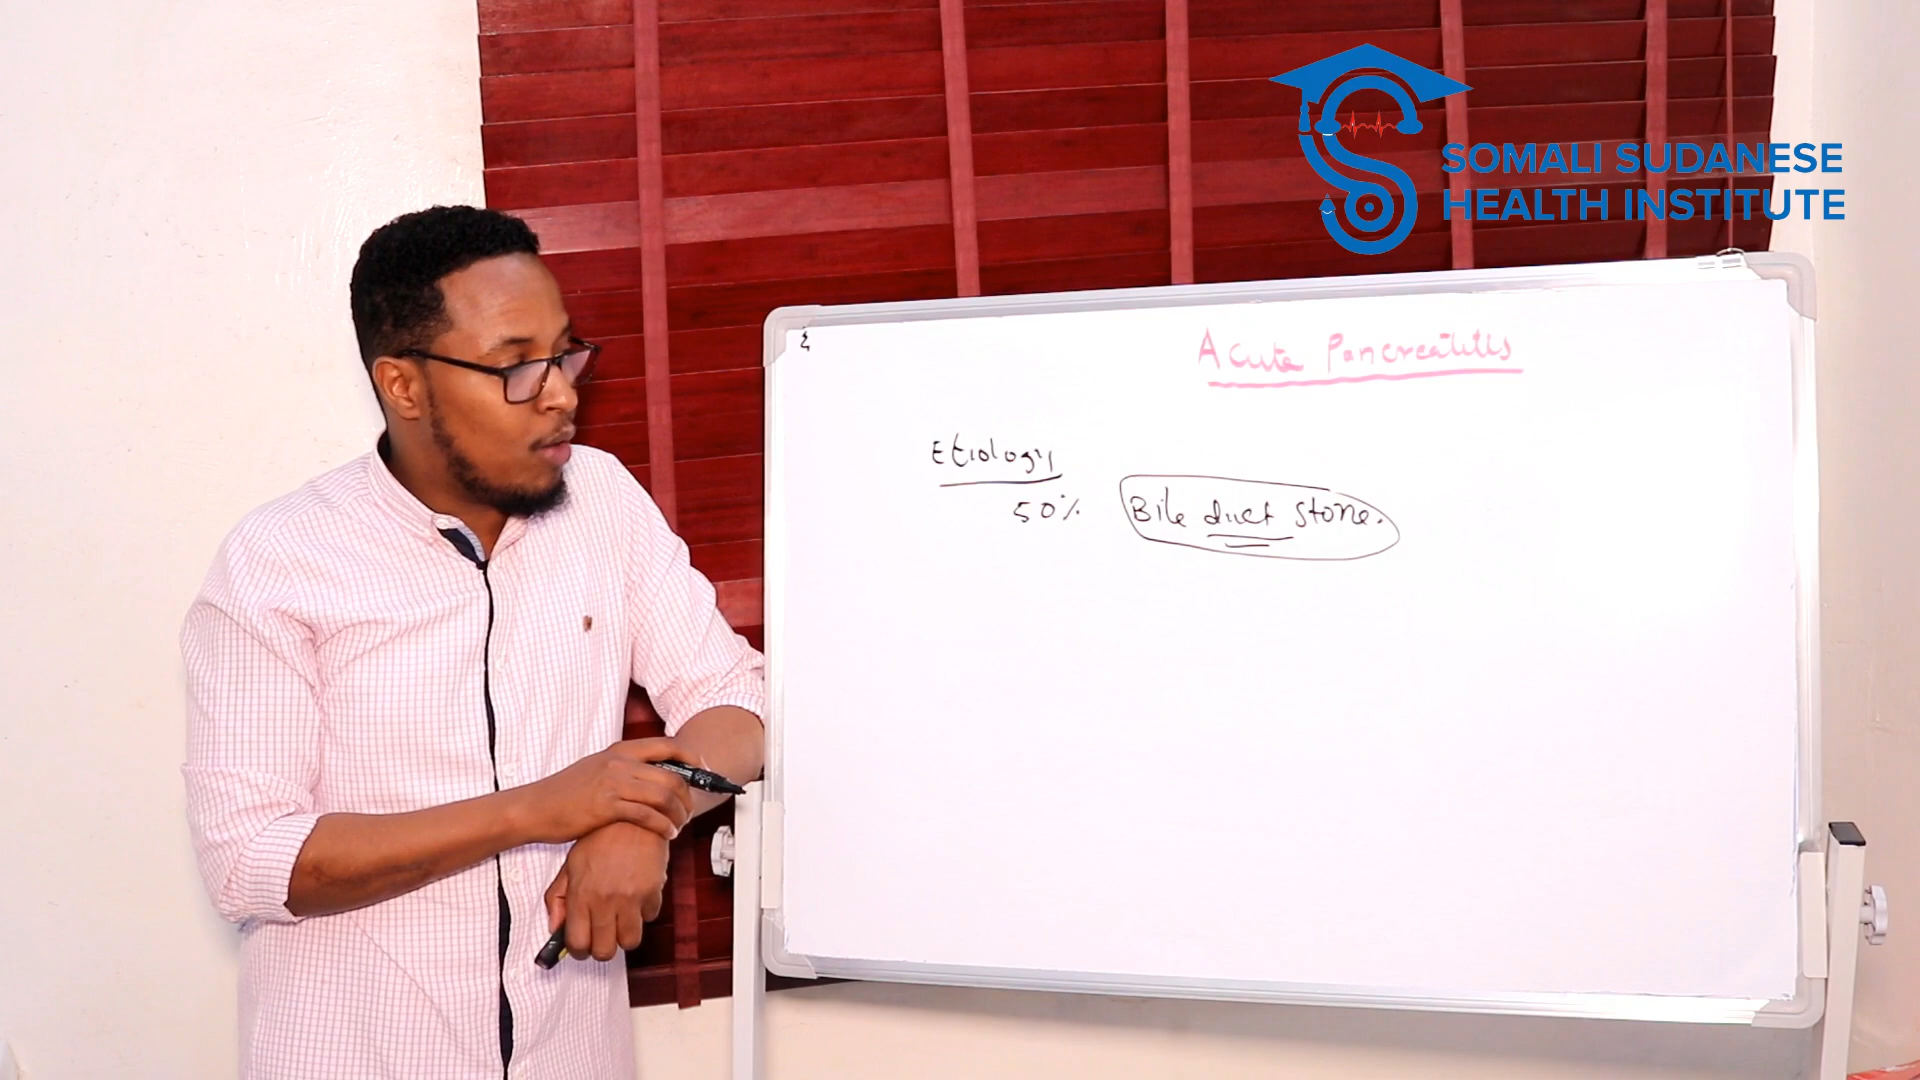 SOMALI SUDANESE
HEALTH INSTITUTE
Acute Pancreatitis
Etiology
50% Bile duct stone.